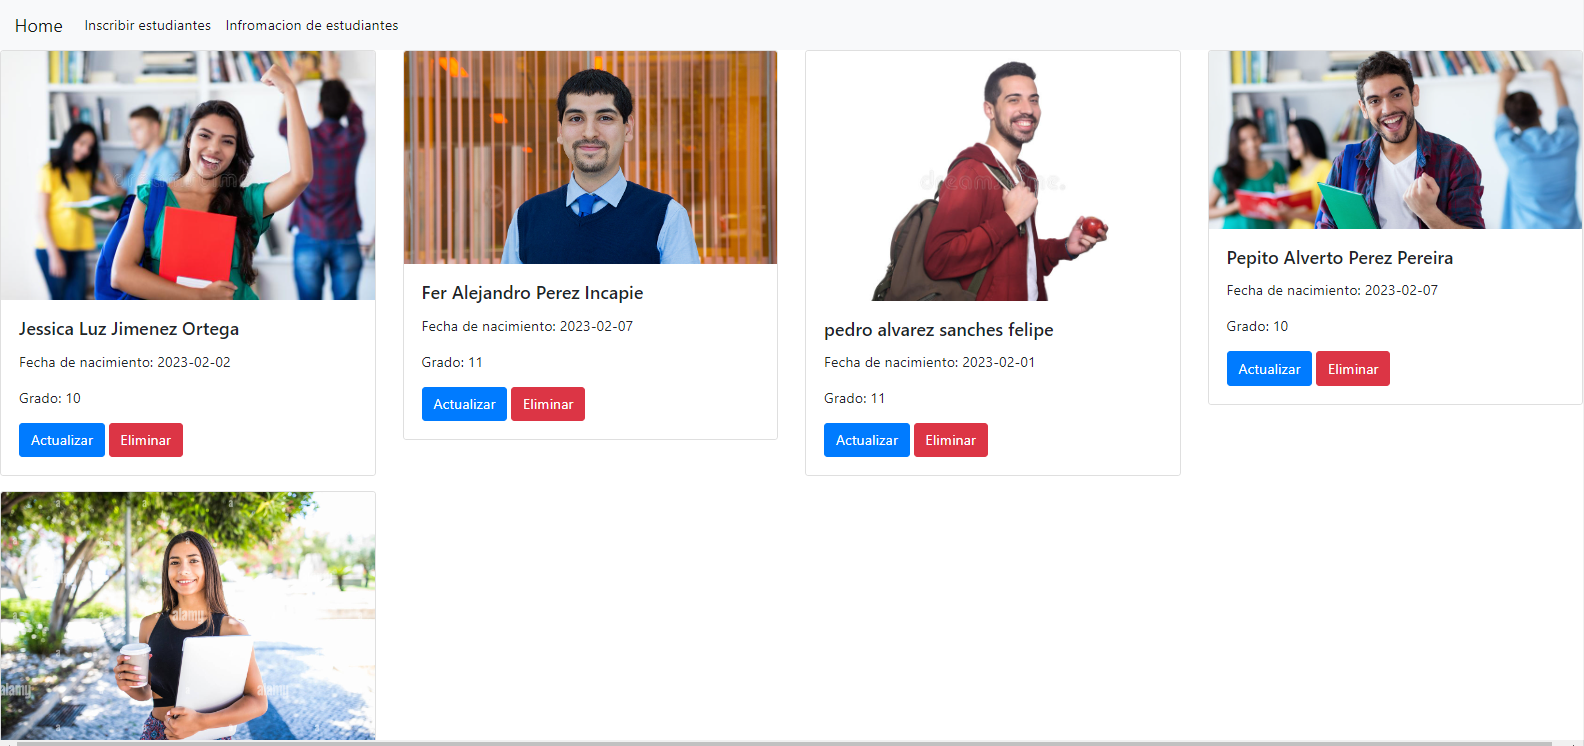 Home Inscribir estudiantes Infromacion de estudiantes
Jessica Luz Jimenez Ortega
Fecha de nacimiento: 2023-02-02
Grado: 10
Actualizar Eliminar
Fer Alejandro Perez Incapie
Fecha de nacimiento: 2023-02-07
Grado: 11
Actualizar Eliminar
dreamstime.
pedro alvarez sanches felipe
Fecha de nacimiento: 2023-02-01
Grado: 11
Actualizar Eliminar
Pepito Alverto Perez Pereira
Fecha de nacimiento: 2023-02-07
Grado: 10
Actualizar Eliminar
a a a
a
alamy
alamy
a
alamy
alamy
a